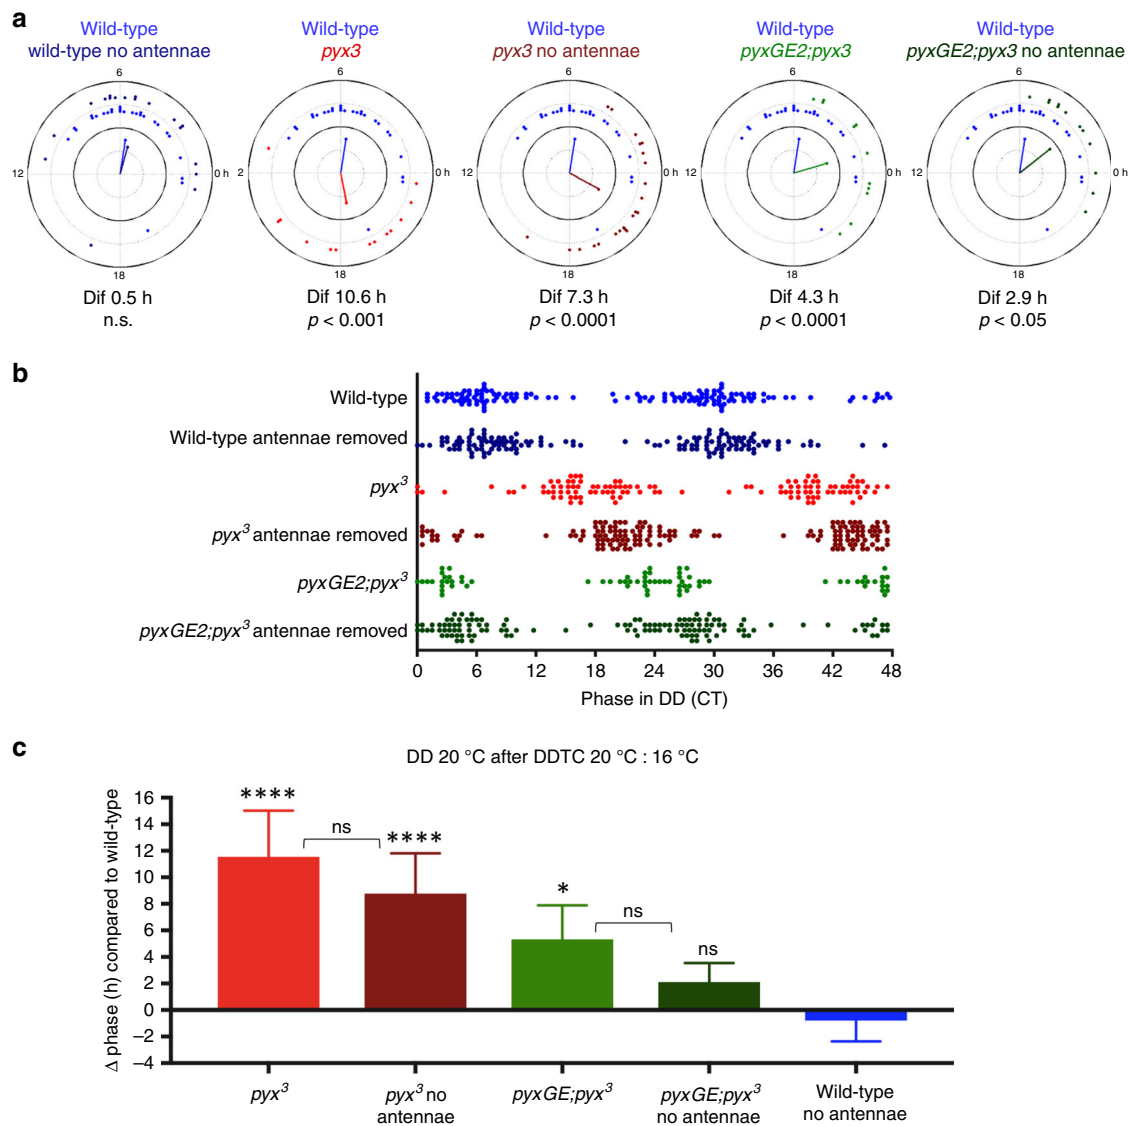 a
Wild-type
wild-type no antennae
Wild-type
pyx3
Wild-type
pyx3 no antennae
Wild-type
pyxGE2;pyx3
Wild-type
pyxGE2;pyx3 no antennae
6
12
0 h
18
6
2
0 h
18
6
12
0 h
18
6
12
0 h
18
6
12
0 h
18
Dif 0.5 h
n.s.
Dif 10.6 h
p < 0.001
Dif 7.3 h
p < 0.0001
Dif 4.3 h
p < 0.0001
Dif 2.9 h
p < 0.05
b
Wild-type
Wild-type antennae removed
pyx³
pyx³ antennae removed
pyxGE2;pyx³
pyxGE2;pyx³ antennae removed
0 6 12 18 24 30 36 42 48
Phase in DD (CT)
c
DD 20 °C after DDTC 20 °C : 16 °C
Δ phase (h) compared to wild-type
16
14
12
10
8
6
4
2
0
−2
−4
****
ns
****
*
ns
ns
pyx³
pyx³ no
antennae
pyxGE;pyx³
pyxGE;pyx³
no antennae
Wild-type
no antennae